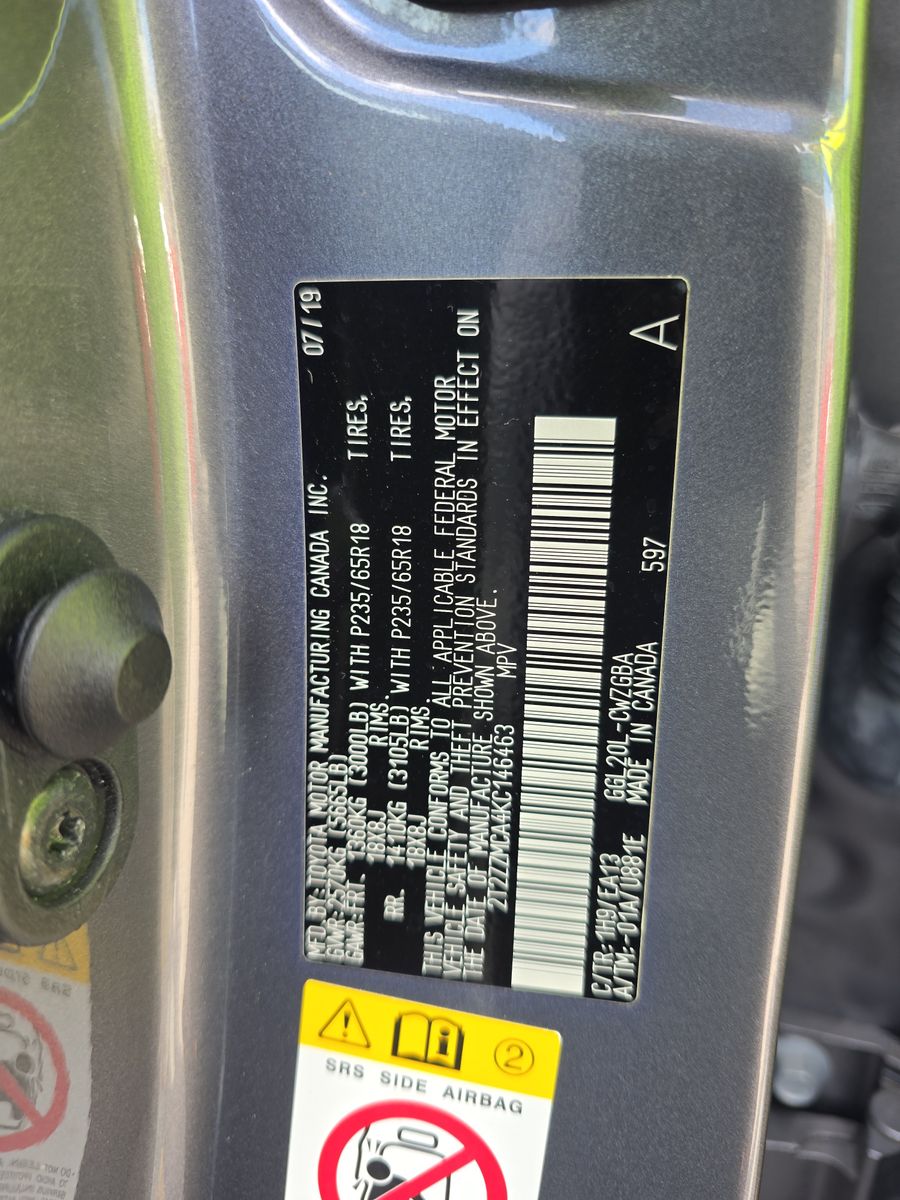 MFD. BY: TOYOTA MOTOR MANUFACTURING CANADA INC. 07/19
GVWR: 2570KG (5665LB)
GAWR: FRT. 1360KG (3000LB) WITH P235/65R18 TIRES,
18X8J RIMS.
RR. 1410KG (3105LB) WITH P235/65R18 TIRES,
18X8J RIMS.
THIS VEHICLE CONFORMS TO ALL APPLICABLE FEDERAL MOTOR
VEHICLE SAFETY AND THEFT PREVENTION STANDARDS IN EFFECT ON
THE DATE OF MANUFACTURE SHOWN ABOVE.
2T2ZZMCA4KC146463 MPV
C/TR: 1H9/EA13 GGL20L-CWZGBA 597 A
A/TM: -01A/U881E MADE IN CANADA
2
SRS SIDE AIRBAG